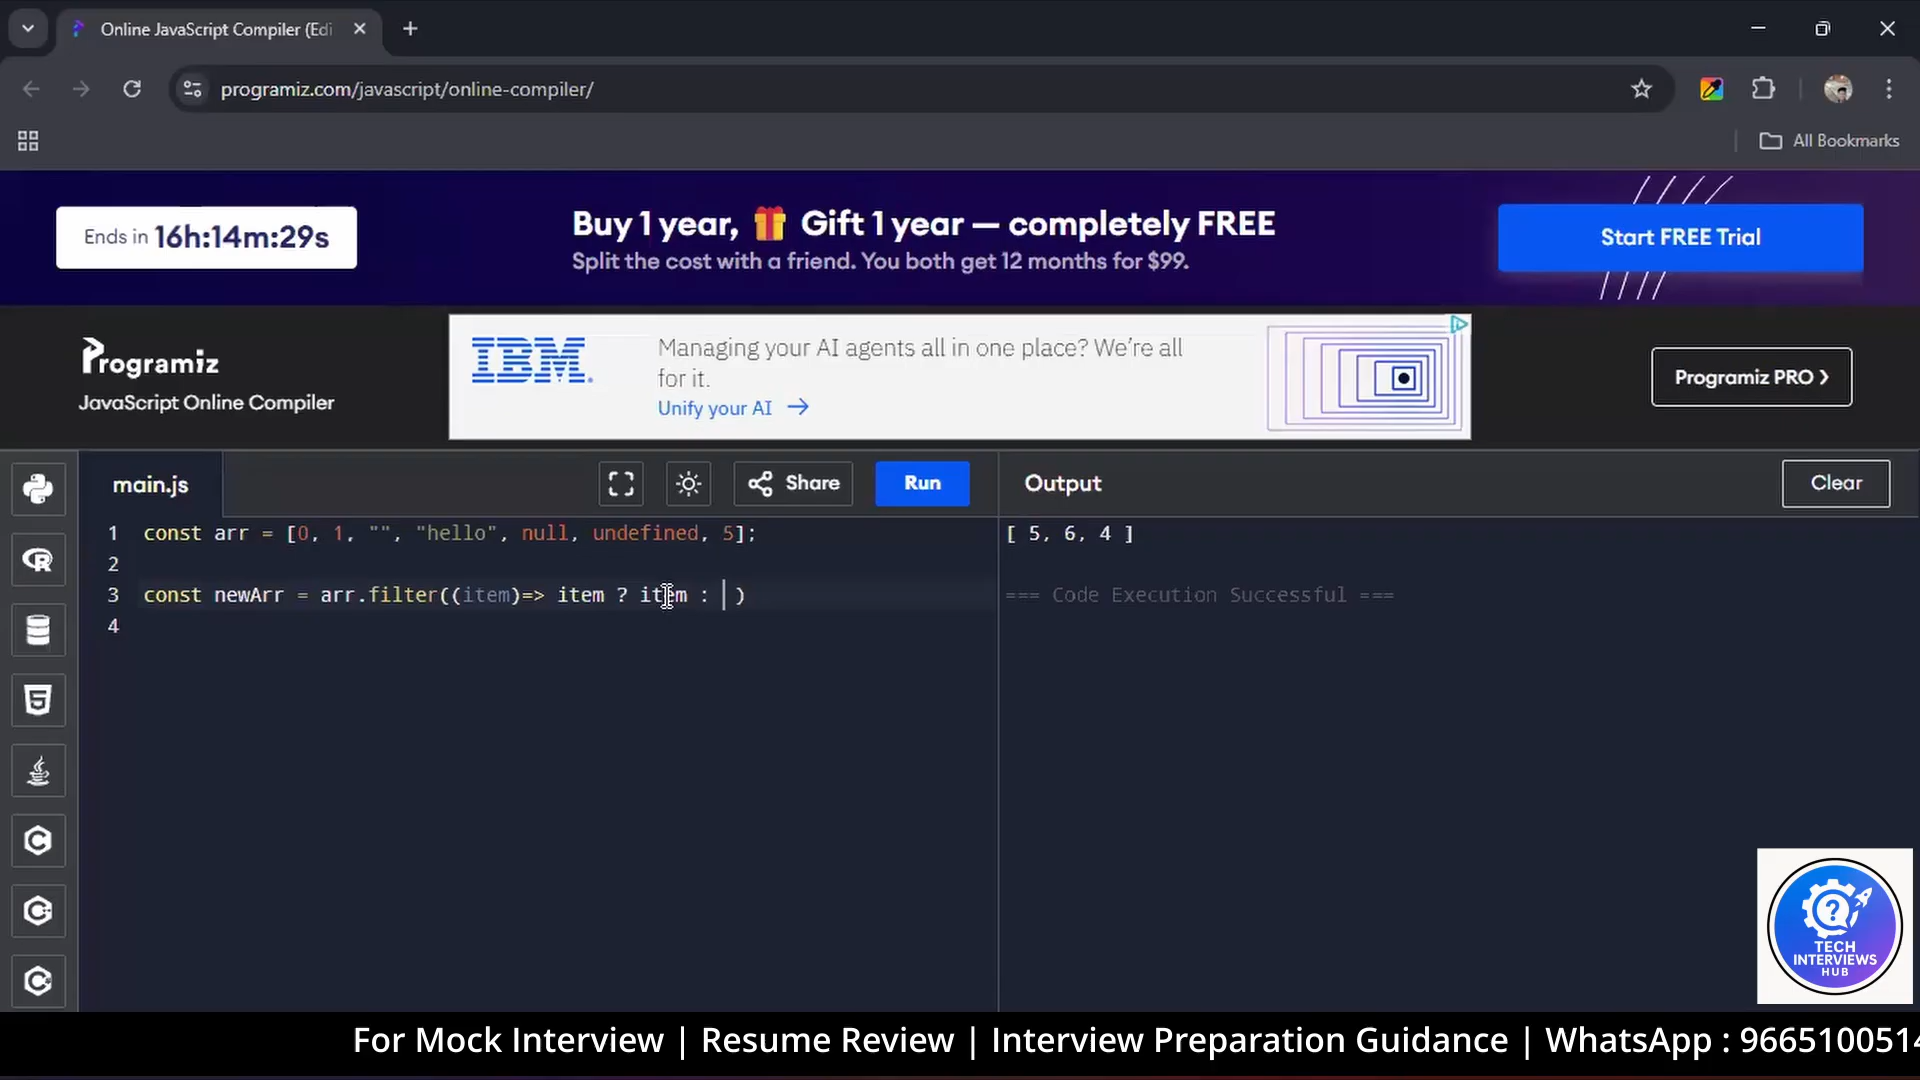 Online JavaScript Compiler (Edi
programiz.com/javascript/online-compiler/
All Bookmarks
Ends in 16h:14m:29s
Buy 1 year, 🎁 Gift 1 year — completely FREE
Split the cost with a friend. You both get 12 months for $99.
Start FREE Trial
Programiz
JavaScript Online Compiler
IBM
Managing your AI agents all in one place? We're all
for it.
Unify your AI →
Programiz PRO ❯
main.js
Share
Run
Output
Clear
1 const arr = [0, 1, "", "hello", null, undefined, 5];
2
3 const newArr = arr.filter((item)=> item ? item : )
4
[ 5, 6, 4 ]
=== Code Execution Successful ===
TECH
INTERVIEWS
HUB
For Mock Interview | Resume Review | Interview Preparation Guidance | WhatsApp : 966510051